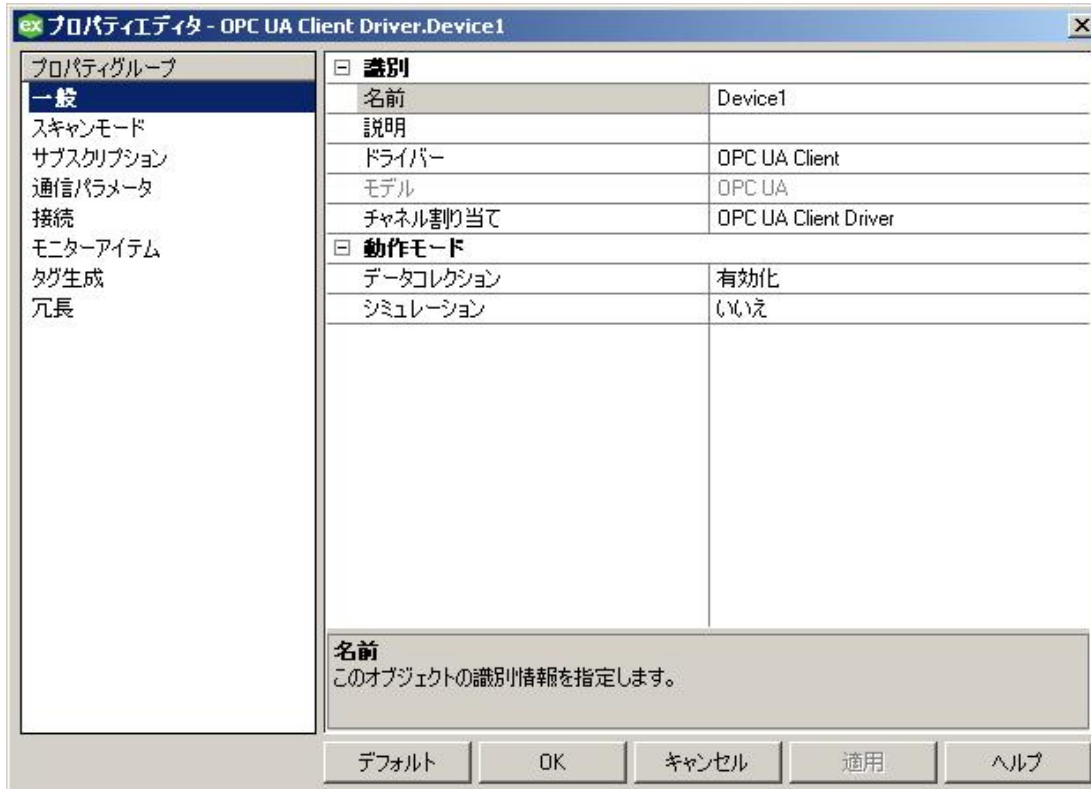 ex プロパティエディタ - OPC UA Client Driver.Device1
プロパティグループ
一般
スキャンモード
サブスクリプション
通信パラメータ
接続
モニターアイテム
タグ生成
冗長
識別
名前 Device1
説明
ドライバー OPC UA Client
モデル OPC UA
チャネル割り当て OPC UA Client Driver
動作モード
データコレクション 有効化
シミュレーション いいえ
名前
このオブジェクトの識別情報を指定します。
デフォルト OK キャンセル 適用 ヘルプ